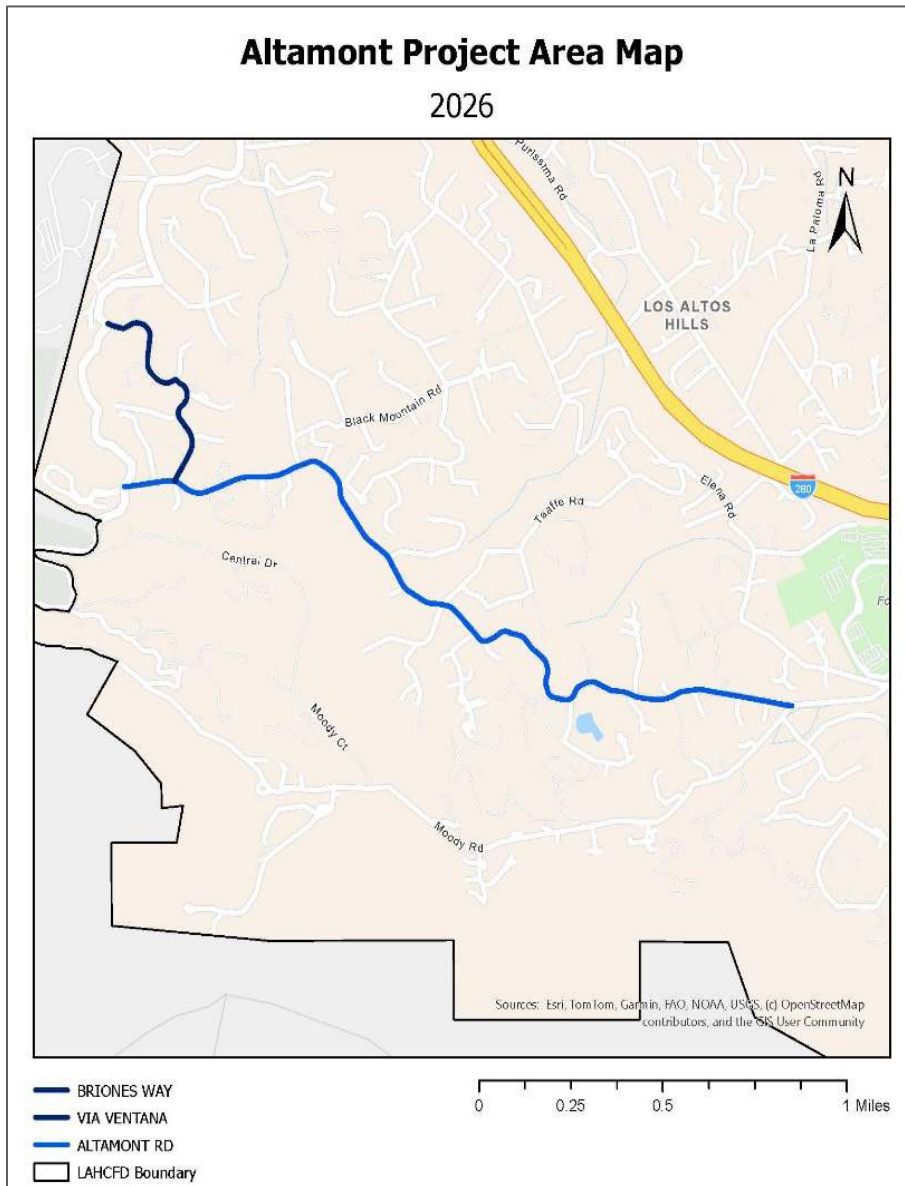 Altamont Project Area Map
2026
Purissima Rd
La Paloma Rd
N
LOS ALTOS
HILLS
Black Mountain Rd
280
Elena Rd
Taaffe Rd
Central Dr
Moody Ct
Moody Rd
Sources: Esri, TomTom, Garmin, FAO, NOAA, USGS, (c) OpenStreetMap
contributors, and the GIS User Community
BRIONES WAY
VIA VENTANA
ALTAMONT RD
LAHCFD Boundary
0 0.25 0.5 1 Miles